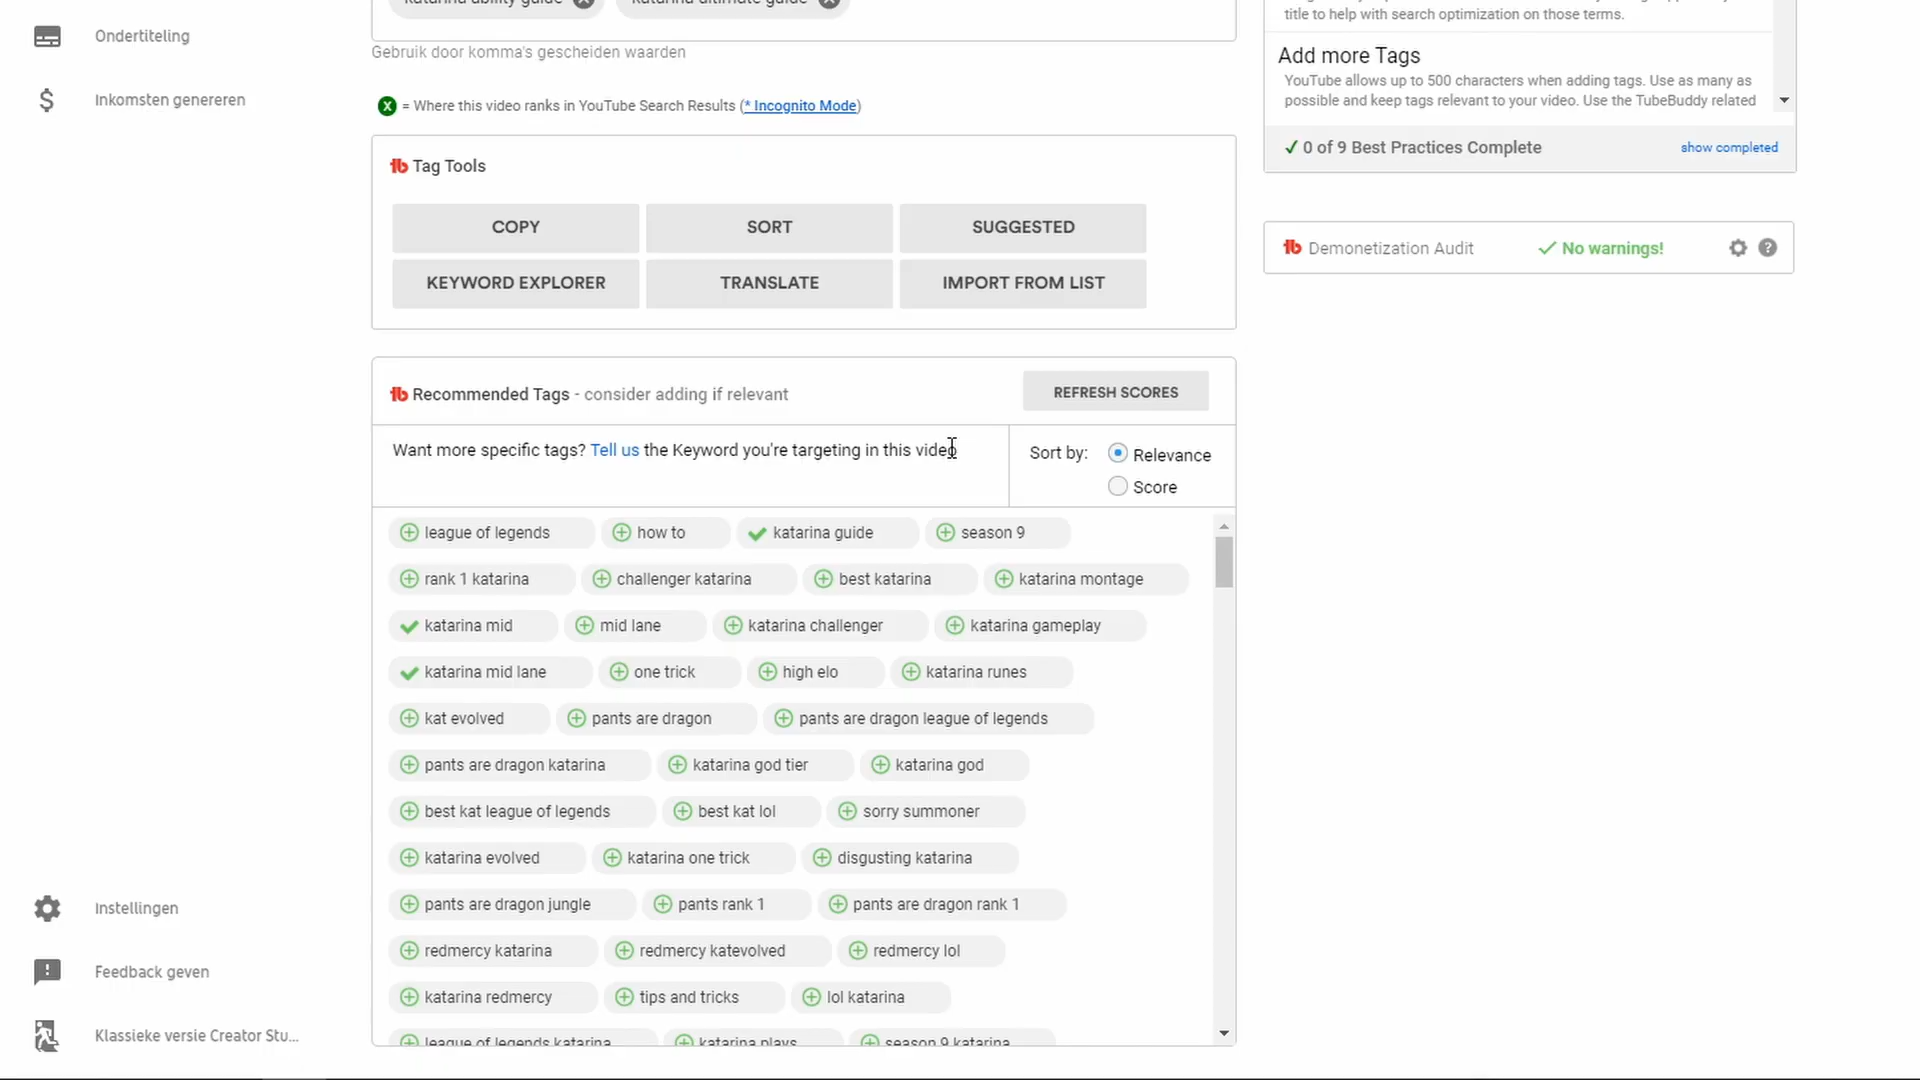 katarina ability guide
katarina ultimate guide
Ondertiteling
Inkomsten genereren
Gebruik door komma's gescheiden waarden
X = Where this video ranks in YouTube Search Results (* Incognito Mode)
Tag Tools
COPY
SORT
SUGGESTED
KEYWORD EXPLORER
TRANSLATE
IMPORT FROM LIST
Recommended Tags - consider adding if relevant
REFRESH SCORES
Want more specific tags? Tell us the Keyword you're targeting in this video
Sort by:
Relevance
Score
league of legends
how to
katarina guide
season 9
rank 1 katarina
challenger katarina
best katarina
katarina montage
katarina mid
mid lane
katarina challenger
katarina gameplay
katarina mid lane
one trick
high elo
katarina runes
kat evolved
pants are dragon
pants are dragon league of legends
pants are dragon katarina
katarina god tier
katarina god
best kat league of legends
best kat lol
sorry summoner
katarina evolved
katarina one trick
disgusting katarina
pants are dragon jungle
pants rank 1
pants are dragon rank 1
redmercy katarina
redmercy katevolved
redmercy lol
katarina redmercy
tips and tricks
lol katarina
league of legends katarina
katarina plays
season 9 katarina
title to help with search optimization on those terms.
Add more Tags
YouTube allows up to 500 characters when adding tags. Use as many as
possible and keep tags relevant to your video. Use the TubeBuddy related
✓ 0 of 9 Best Practices Complete
show completed
Demonetization Audit
No warnings!
Instellingen
Feedback geven
Klassieke versie Creator Stu...